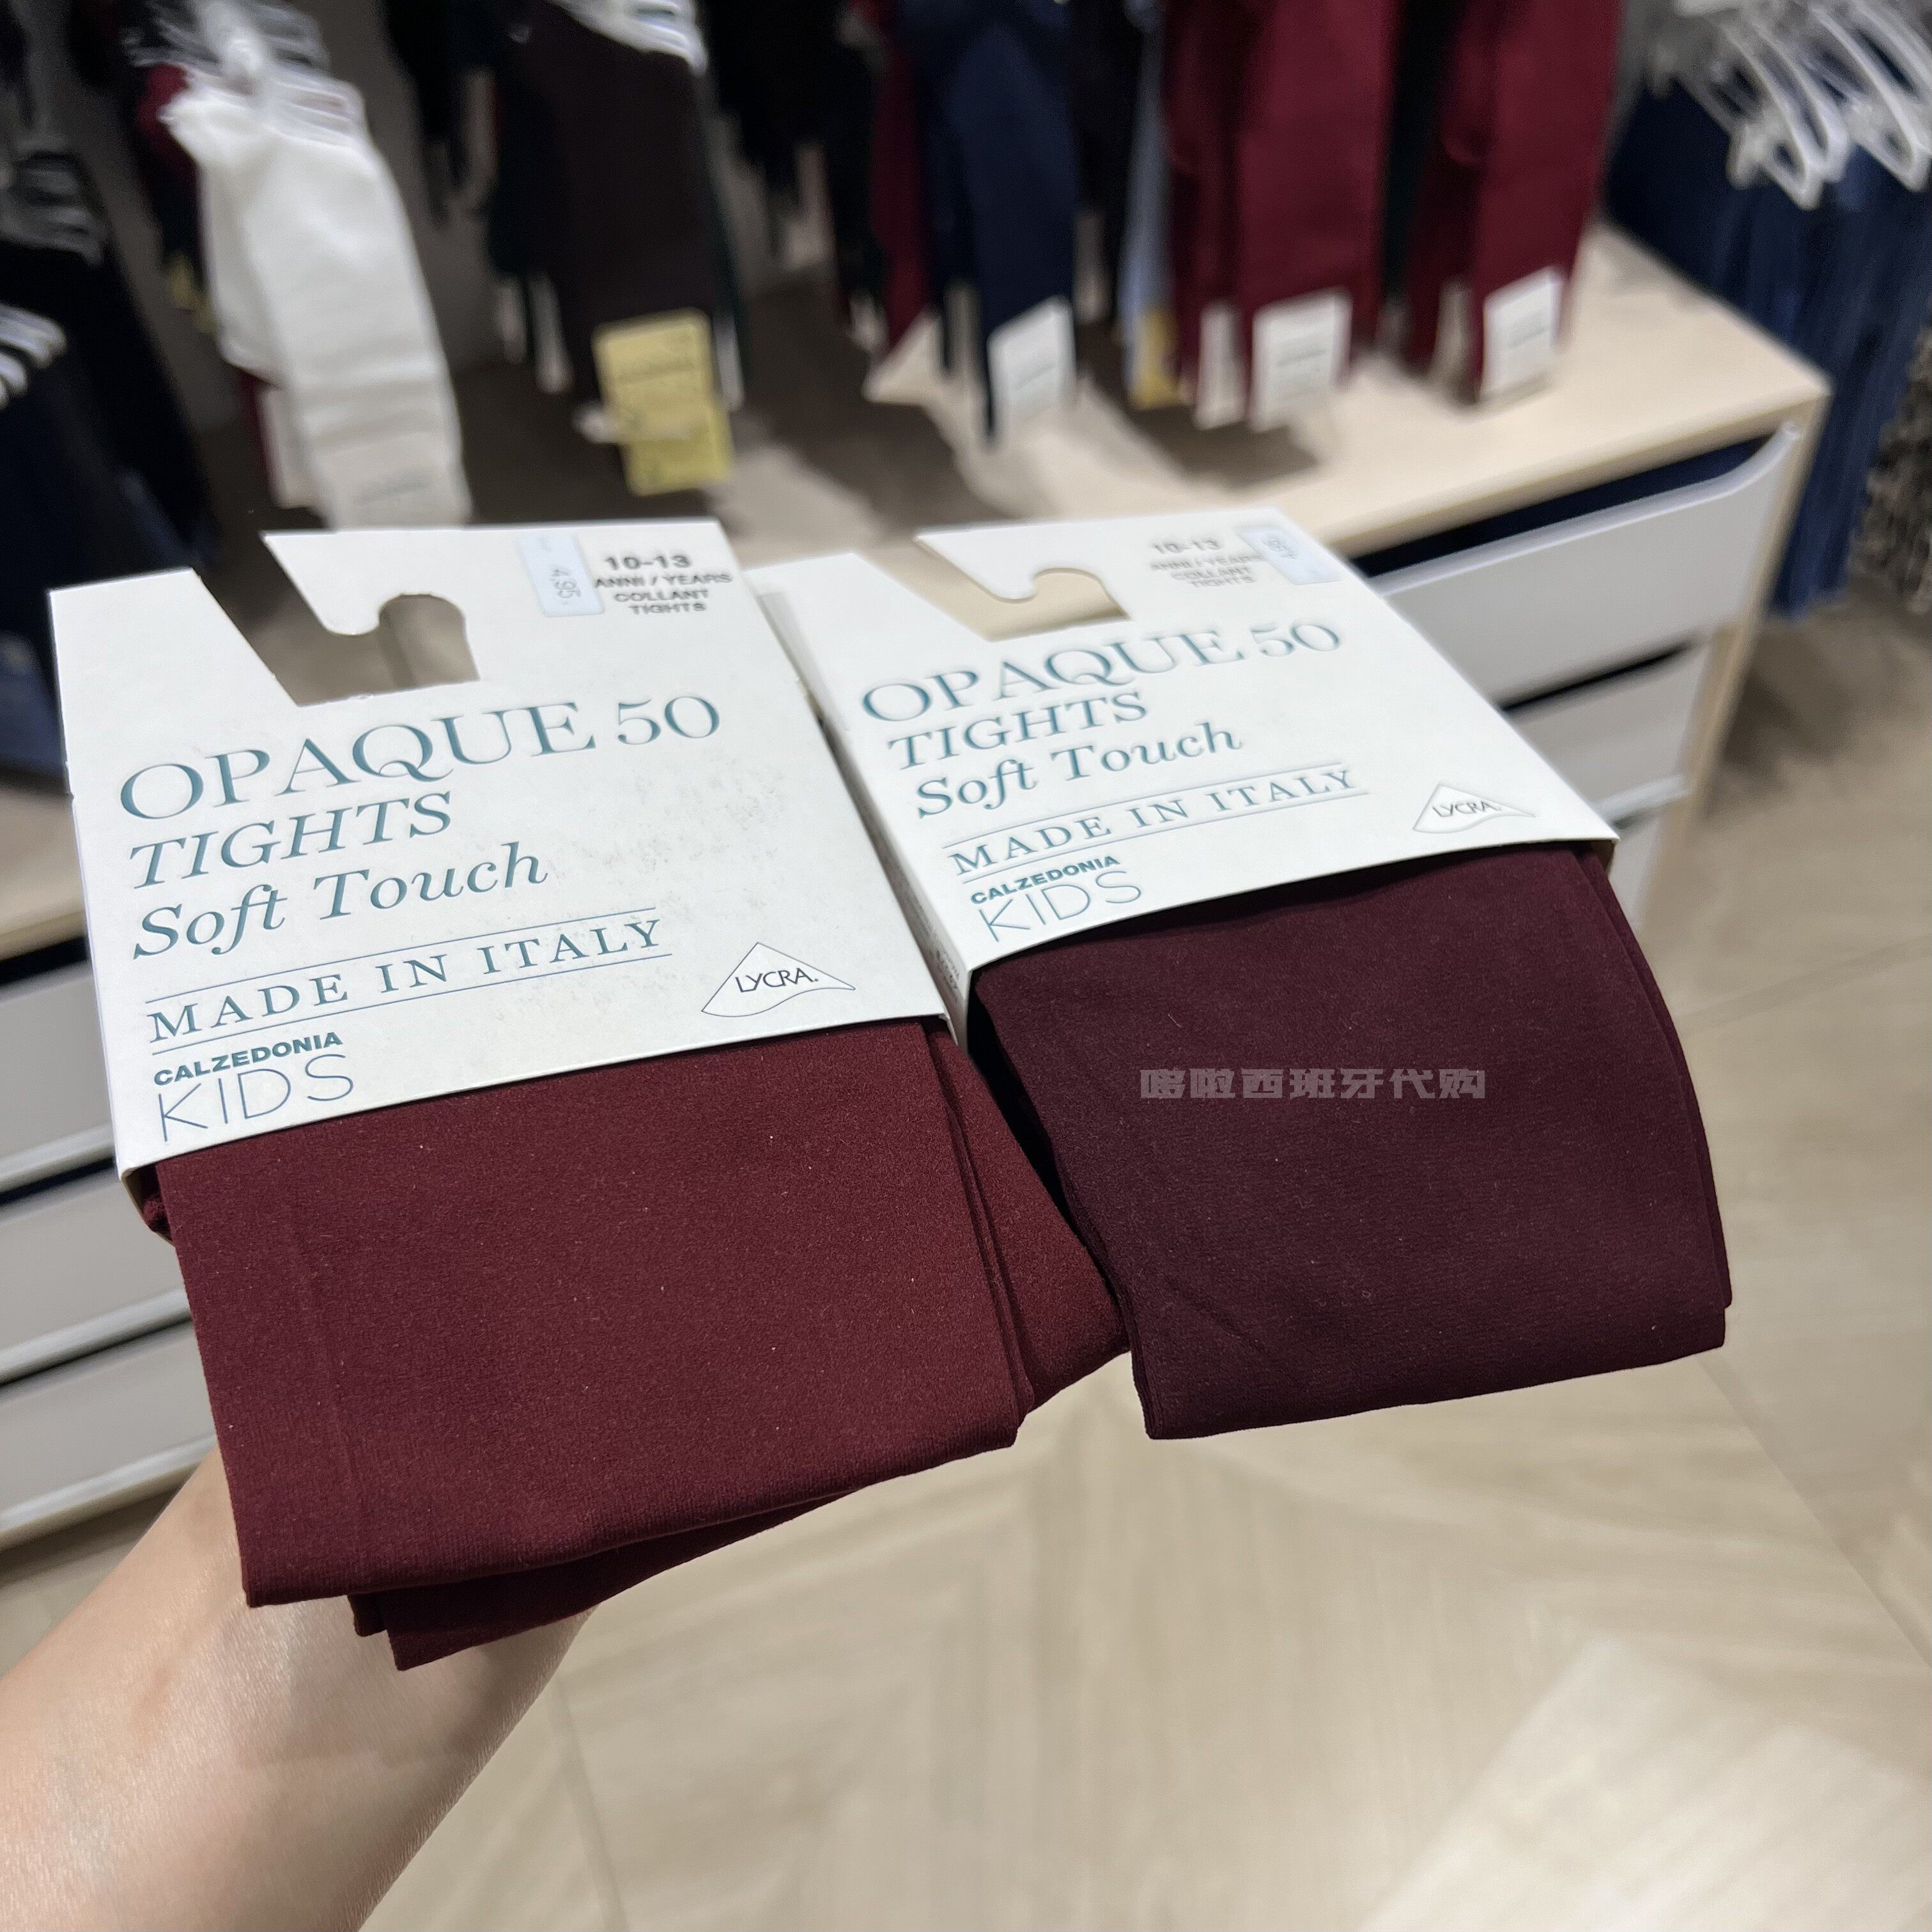 4,95
10-13
ANNI / YEARS
COLLANT
TIGHTS
OPAQUE 50
TIGHTS
Soft Touch
MADE IN ITALY
LYCRA.
CALZEDONIA
KIDS
10-13
ANNI / YEARS
COLLANT
TIGHTS
OPAQUE 50
TIGHTS
Soft Touch
MADE IN ITALY
LYCRA.
CALZEDONIA
KIDS
西班牙代购